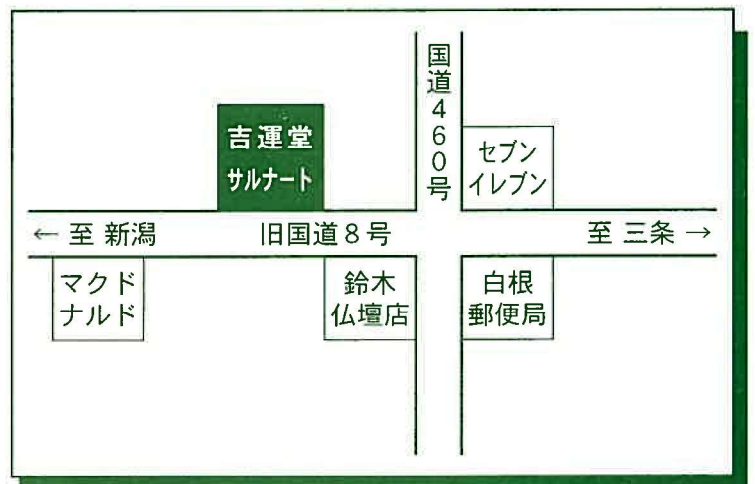 国道460号
吉運堂
サルナート
セブン
イレブン
← 至 新潟
旧国道8号
至 三条 →
マクド
ナルド
鈴木
仏壇店
白根
郵便局